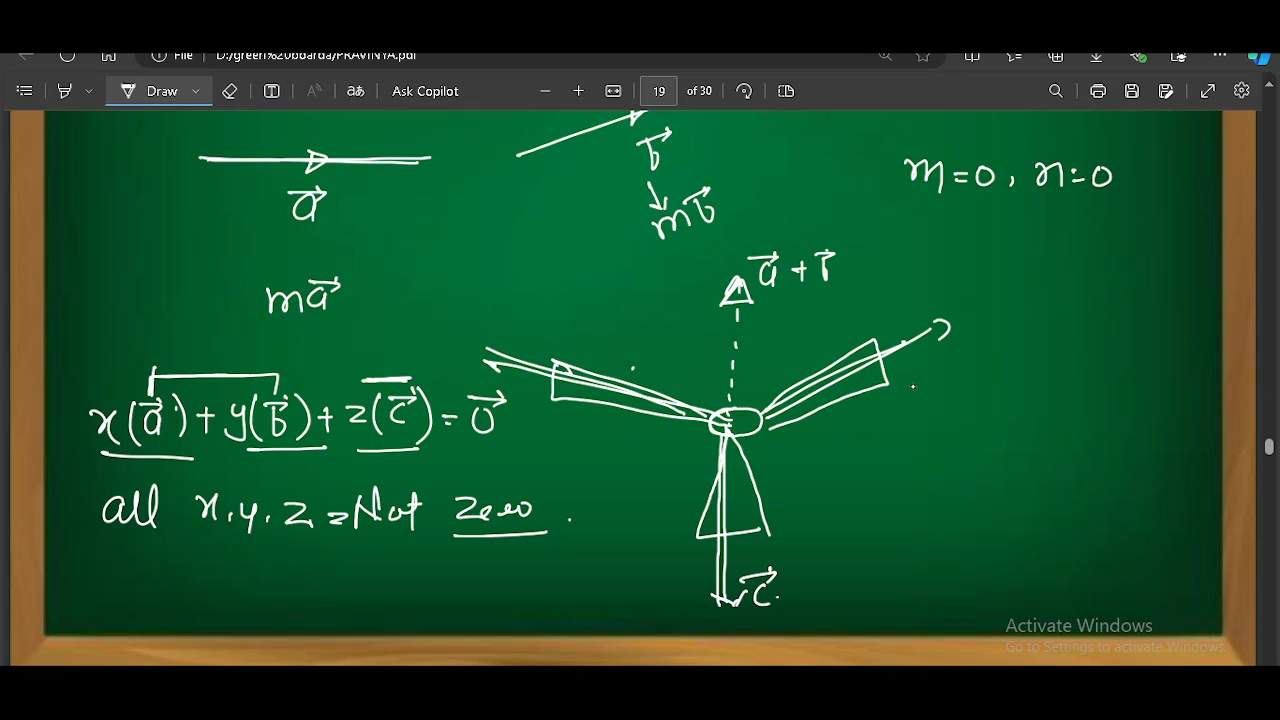 File D:/green%20boarda/PRAVINYA.pdf
Draw Ask Copilot 19 of 30
a⃗ b⃗ m=0, n=0
mb⃗
ma⃗ a⃗ +
x(a⃗) + y(b⃗) + z(c⃗) = 0⃗
all x, y, z = Not Zero.
c⃗.
Activate Windows
Go to Settings to activate Windows.